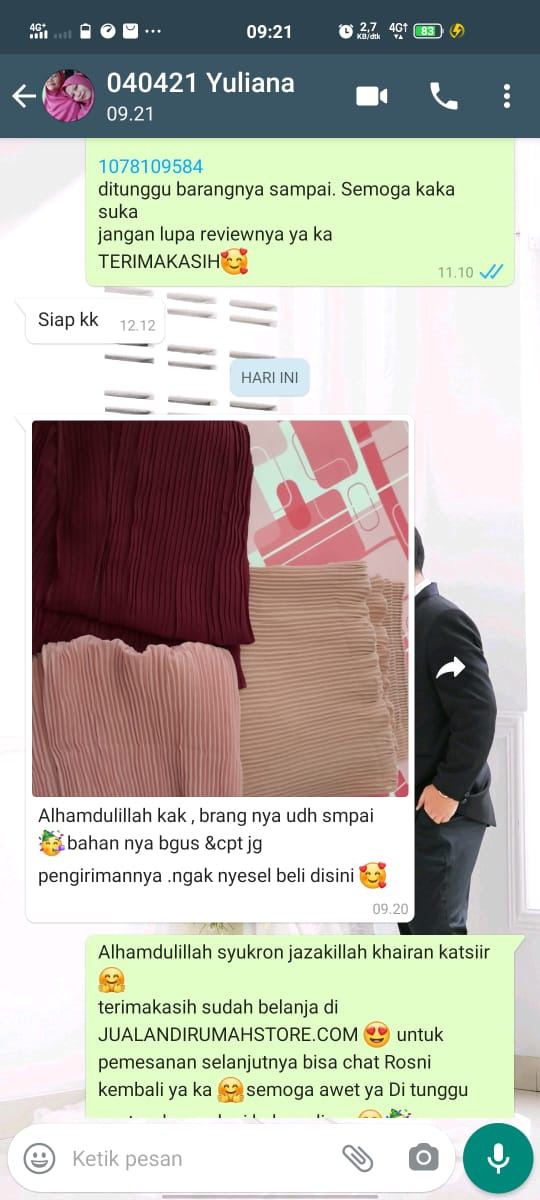 4G+
09:21
2,7
KB/dtk
4G↑
83
040421 Yuliana
09.21
1078109584
ditunggu barangnya sampai. Semoga kaka
suka
jangan lupa reviewnya ya ka
TERIMAKASIH🥰
11.10
Siap kk
12.12
HARI INI
Alhamdulillah kak , brang nya udh smpai
🥳bahan nya bgus &cpt jg
pengirimannya .ngak nyesel beli disini 🥰
09.20
Alhamdulillah syukron jazakillah khairan katsiir
🤗
terimakasih sudah belanja di
JUALANDIRUMAHSTORE.COM 😍 untuk
pemesanan selanjutnya bisa chat Rosni
kembali ya ka 🤗 semoga awet ya Di tunggu
Ketik pesan